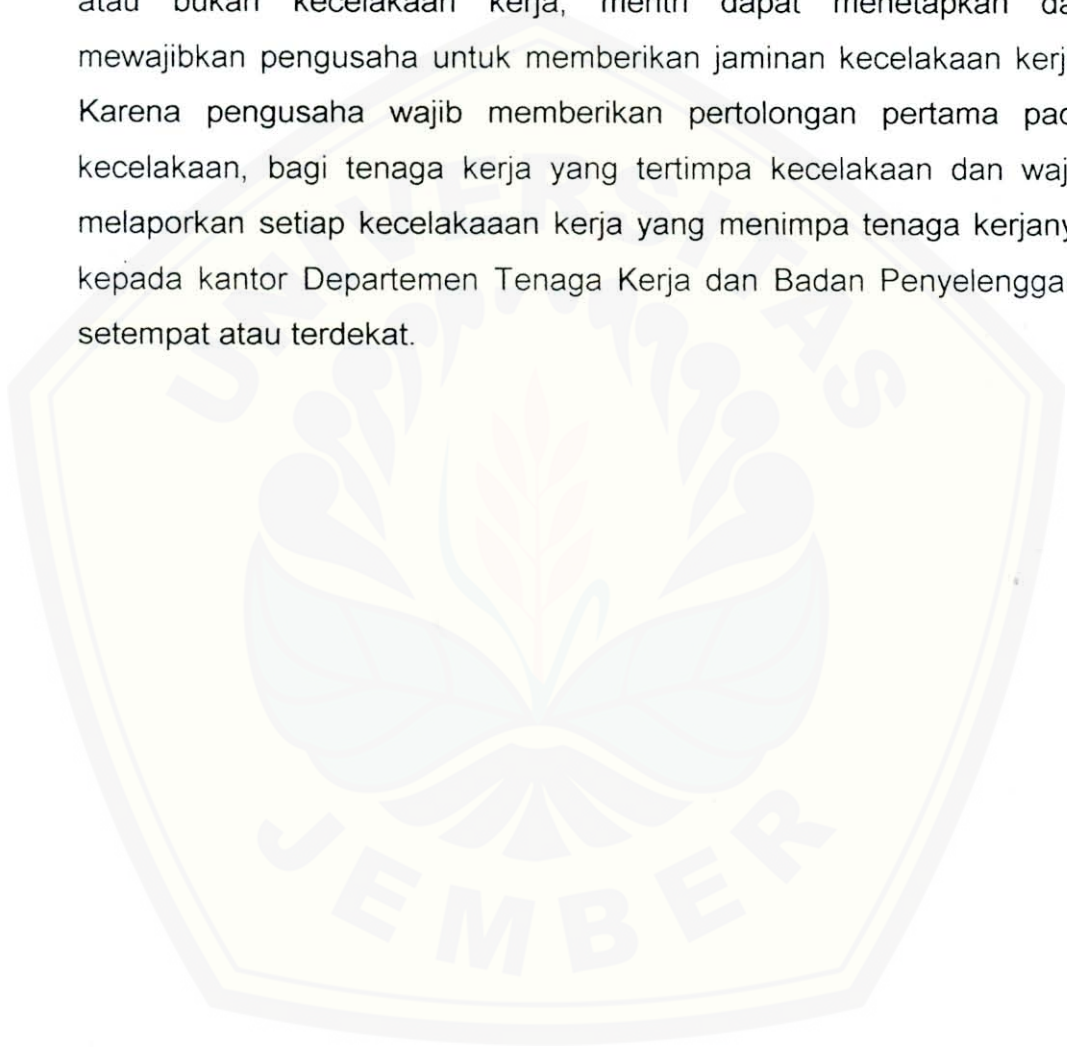 atau bukan kecelakaan kerja, mentri dapat menetapkan da
mewajibkan pengusaha untuk memberikan jaminan kecelakaan kerj
Karena pengusaha wajib memberikan pertolongan pertama pad
kecelakaan, bagi tenaga kerja yang tertimpa kecelakaan dan waj
melaporkan setiap kecelakaaan kerja yang menimpa tenaga kerjany
kepada kantor Departemen Tenaga Kerja dan Badan Penyelengga
setempat atau terdekat.
UNIVERSITAS
JEMBER